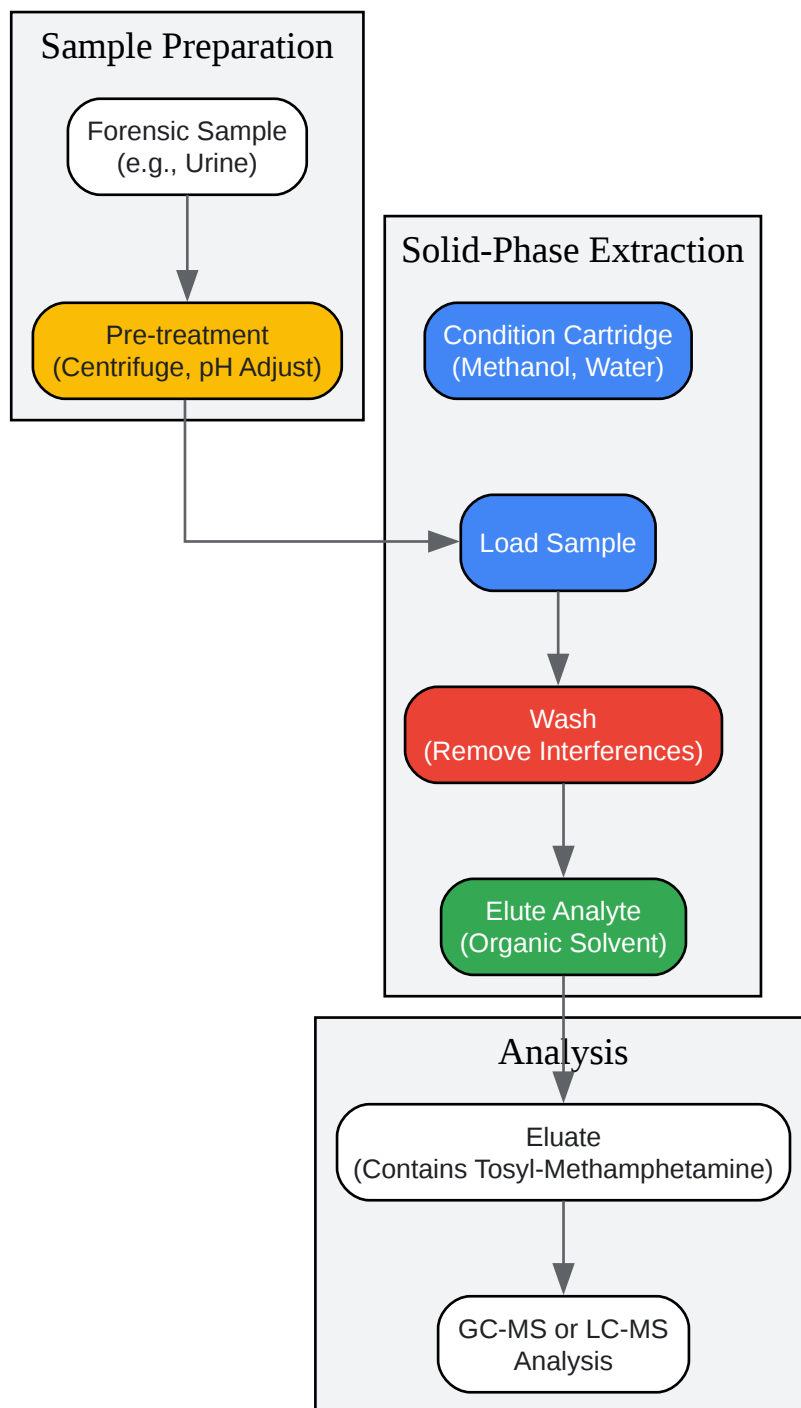 Sample Preparation
Forensic Sample
(e.g., Urine)
Pre-treatment
(Centrifuge, pH Adjust)
Solid-Phase Extraction
Condition Cartridge
(Methanol, Water)
Load Sample
Wash
(Remove Interferences)
Elute Analyte
(Organic Solvent)
Analysis
Eluate
(Contains Tosyl-Methamphetamine)
GC-MS or LC-MS
Analysis